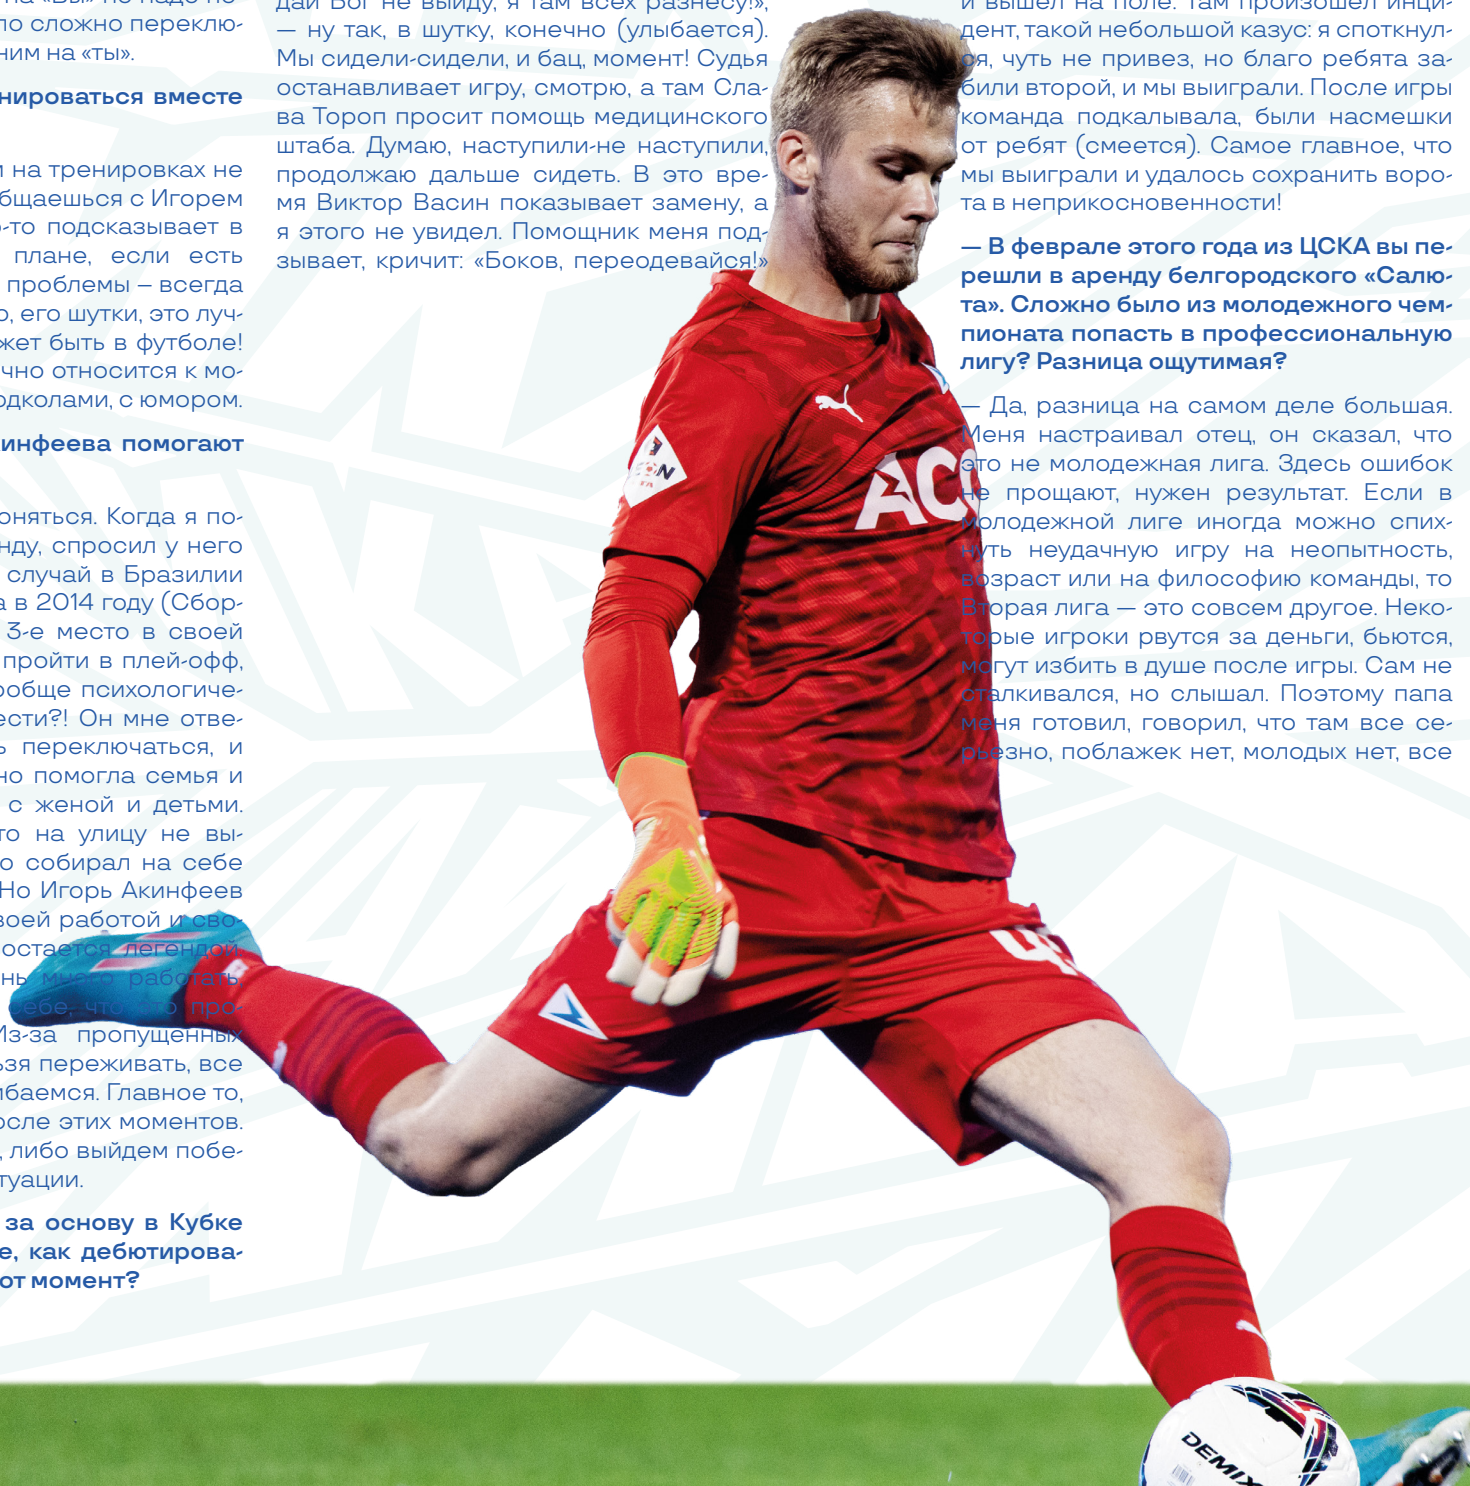 ло сложно переклю-
ним на «ты».
нироваться вместе
на тренировках не
бщаешься с Игорем
-то подсказывает в
плане, если есть
проблемы — всегда
о, его шутки, это луч-
жет быть в футболе!
чно относится к мо-
одколами, с юмором.
инфеева помогают
оняться. Когда я по-
нду, спросил у него
случай в Бразилии
а в 2014 году (Сбор-
3-е место в своей
пройти в плей-офф,
ообще психологиче-
ести?! Он мне отве-
ь переключаться, и
но помогла семья и
с женой и детьми.
то на улицу не вы-
о собирал на себе
Но Игорь Акинфеев
воей работой и сво-
остается легендой.
нь много работать,
себе, что это про-
Из-за пропущенных
ьзя переживать, все
ибаемся. Главное то,
осле этих моментов.
, либо выйдем побе-
туации.
за основу в Кубке
е, как дебютирова-
от момент?
дай Бог не выйду, я там всех разнесу!»,
— ну так, в шутку, конечно (улыбается).
Мы сидели-сидели, и бац, момент! Судья
останавливает игру, смотрю, а там Сла-
ва Тороп просит помощь медицинского
штаба. Думаю, наступили-не наступили,
продолжаю дальше сидеть. В это вре-
мя Виктор Васин показывает замену, а
я этого не увидел. Помощник меня под-
зывает, кричит: «Боков, переодевайся!»
и вышел на поле. Там произошел инци-
дент, такой небольшой казус: я споткнул-
ся, чуть не привез, но благо ребята за-
били второй, и мы выиграли. После игры
команда подкалывала, были насмешки
от ребят (смеется). Самое главное, что
мы выиграли и удалось сохранить воро-
та в неприкосновенности!
— В феврале этого года из ЦСКА вы пе-
решли в аренду белгородского «Салю-
та». Сложно было из молодежного чем-
пионата попасть в профессиональную
лигу? Разница ощутимая?
— Да, разница на самом деле большая.
Меня настраивал отец, он сказал, что
это не молодежная лига. Здесь ошибок
не прощают, нужен результат. Если в
молодежной лиге иногда можно спих-
нуть неудачную игру на неопытность,
возраст или на философию команды, то
Вторая лига — это совсем другое. Неко-
торые игроки рвутся за деньги, бьются,
могут избить в душе после игры. Сам не
сталкивался, но слышал. Поэтому папа
меня готовил, говорил, что там все се-
рьезно, поблажек нет, молодых нет, все
DEMIX